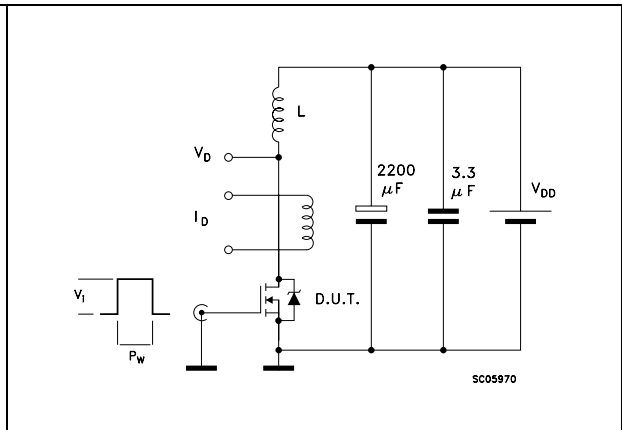 L
V_D
2200
μF
3.3
μF
V_DD
I_D
V_i
D.U.T.
P_W
SC05970